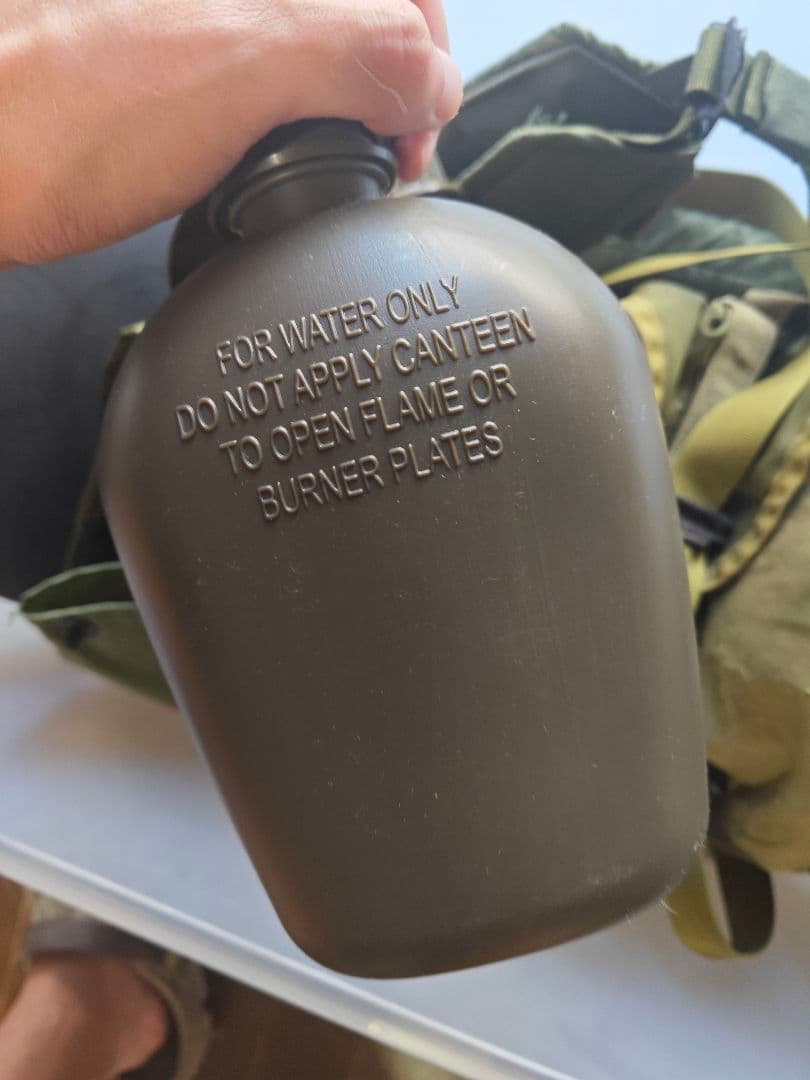 FOR WATER ONLY
DO NOT APPLY CANTEEN
TO OPEN FLAME OR
BURNER PLATES